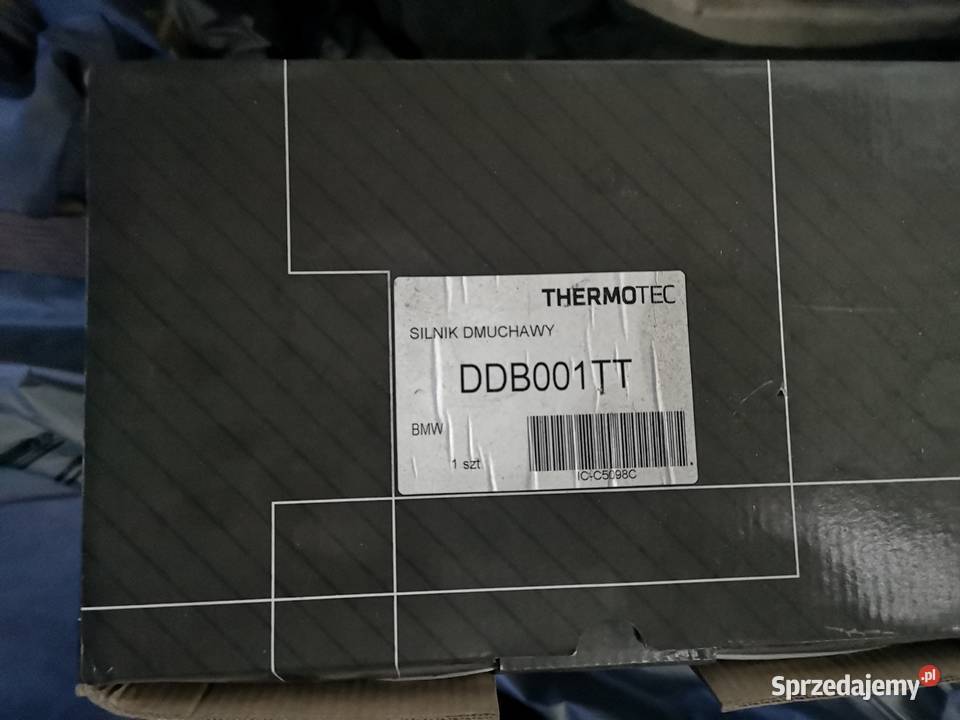 THERMOTEC
SILNIK DMUCHAWY
DDB001TT
BMW
1 szt
IC-C5098C
Sprzedajemy.pl